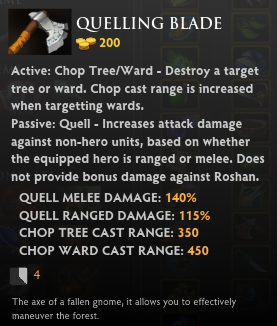 QUELLING BLADE
200
Active: Chop Tree/Ward - Destroy a target
tree or ward. Chop cast range is increased
when targetting wards.
Passive: Quell - Increases attack damage
against non-hero units, based on whether
the equipped hero is ranged or melee. Does
not provide bonus damage against Roshan.
QUELL MELEE DAMAGE: 140%
QUELL RANGED DAMAGE: 115%
CHOP TREE CAST RANGE: 350
CHOP WARD CAST RANGE: 450
4
The axe of a fallen gnome, it allows you to effectively
maneuver the forest.